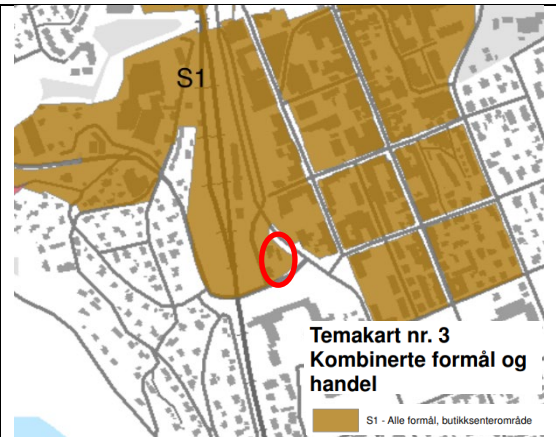 S1
Temakart nr. 3
Kombinerte formål og
handel
S1 - Alle formål, butikksenterområde